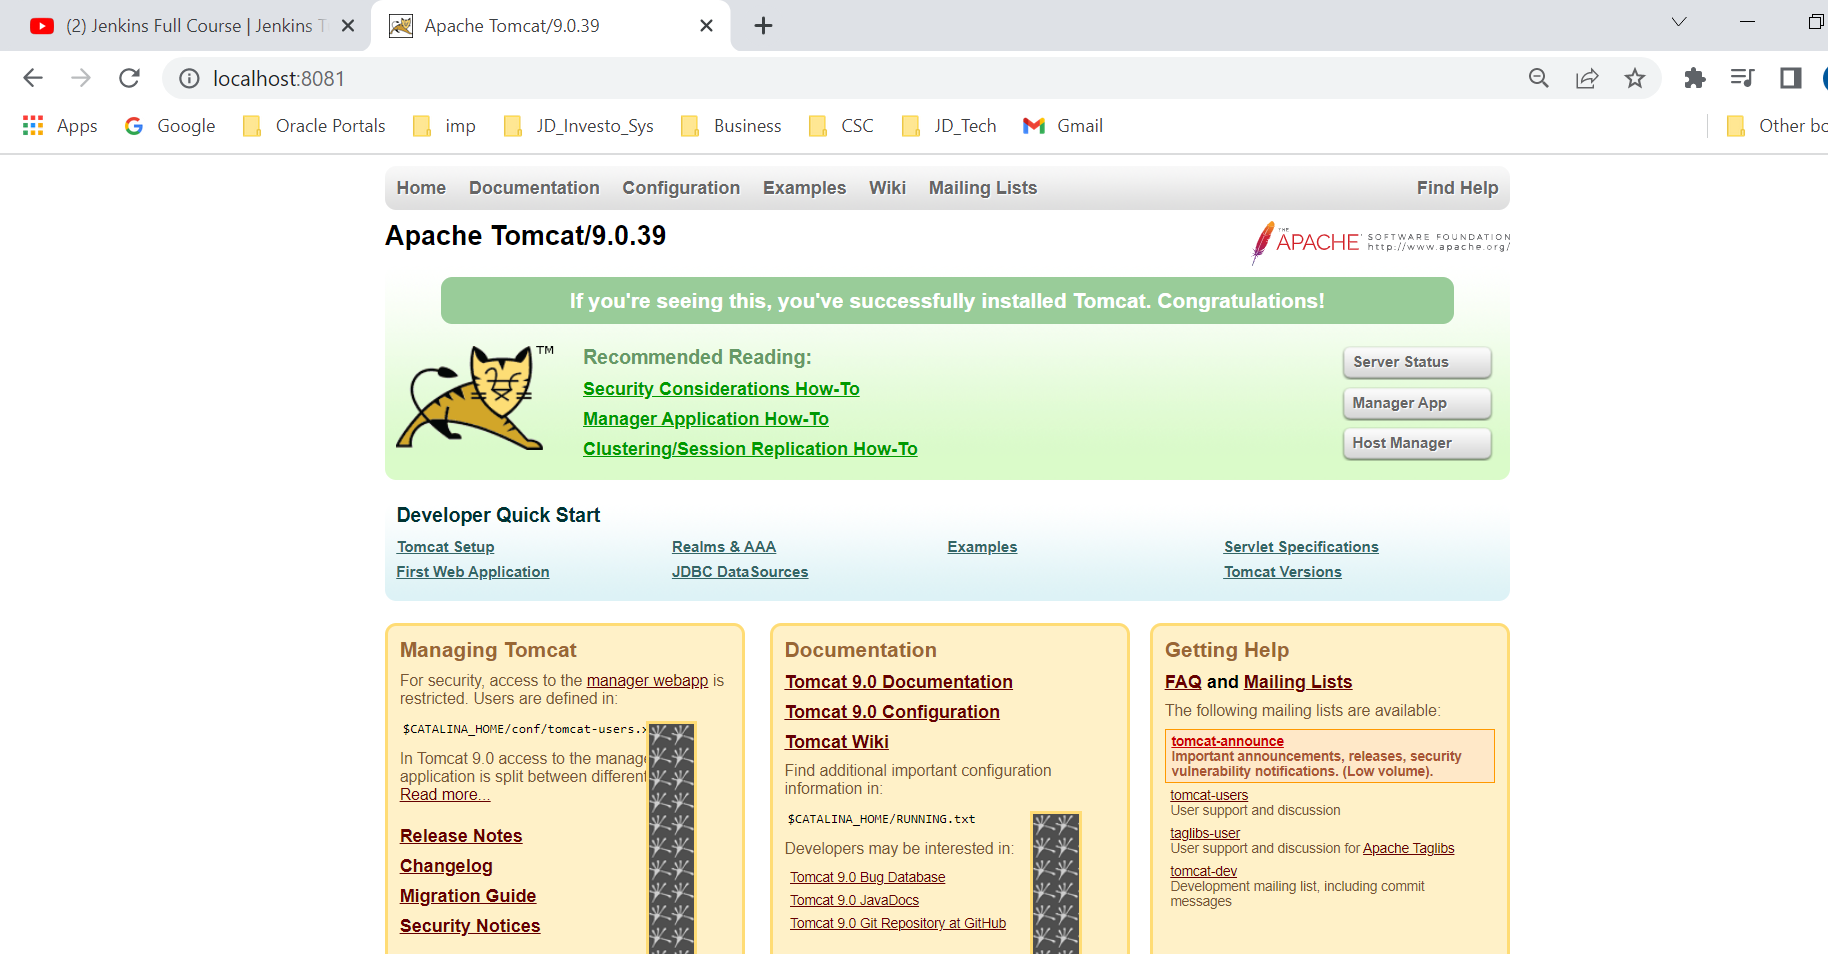 (2) Jenkins Full Course | Jenkins
Apache Tomcat/9.0.39
localhost:8081
Apps
Google
Oracle Portals
imp
JD_Investo_Sys
Business
CSC
JD_Tech
Gmail
Other
Home Documentation Configuration Examples Wiki Mailing Lists Find Help
Apache Tomcat/9.0.39
THE APACHE SOFTWARE FOUNDATION
http://www.apache.org/
If you're seeing this, you've successfully installed Tomcat. Congratulations!
TM
Recommended Reading:
Security Considerations How-To
Manager Application How-To
Clustering/Session Replication How-To
Server Status
Manager App
Host Manager
Developer Quick Start
Tomcat Setup
First Web Application
Realms & AAA
JDBC DataSources
Examples
Servlet Specifications
Tomcat Versions
Managing Tomcat
For security, access to the manager webapp is
restricted. Users are defined in:
$CATALINA_HOME/conf/tomcat-users.
In Tomcat 9.0 access to the
application is split between different
Read more...
Release Notes
Changelog
Migration Guide
Security Notices
Documentation
Tomcat 9.0 Documentation
Tomcat 9.0 Configuration
Tomcat Wiki
Find additional important configuration
information in:
$CATALINA_HOME/RUNNING.txt
Developers may be interested in:
Tomcat 9.0 Bug Database
Tomcat 9.0 JavaDocs
Tomcat 9.0 Git Repository at GitHub
Getting Help
FAQ and Mailing Lists
The following mailing lists are available:
tomcat-announce
Important announcements, releases, security
vulnerability notifications. (Low volume).
tomcat-users
User support and discussion
taglibs-user
User support and discussion for Apache Taglibs
tomcat-dev
Development mailing list, including commit
messages